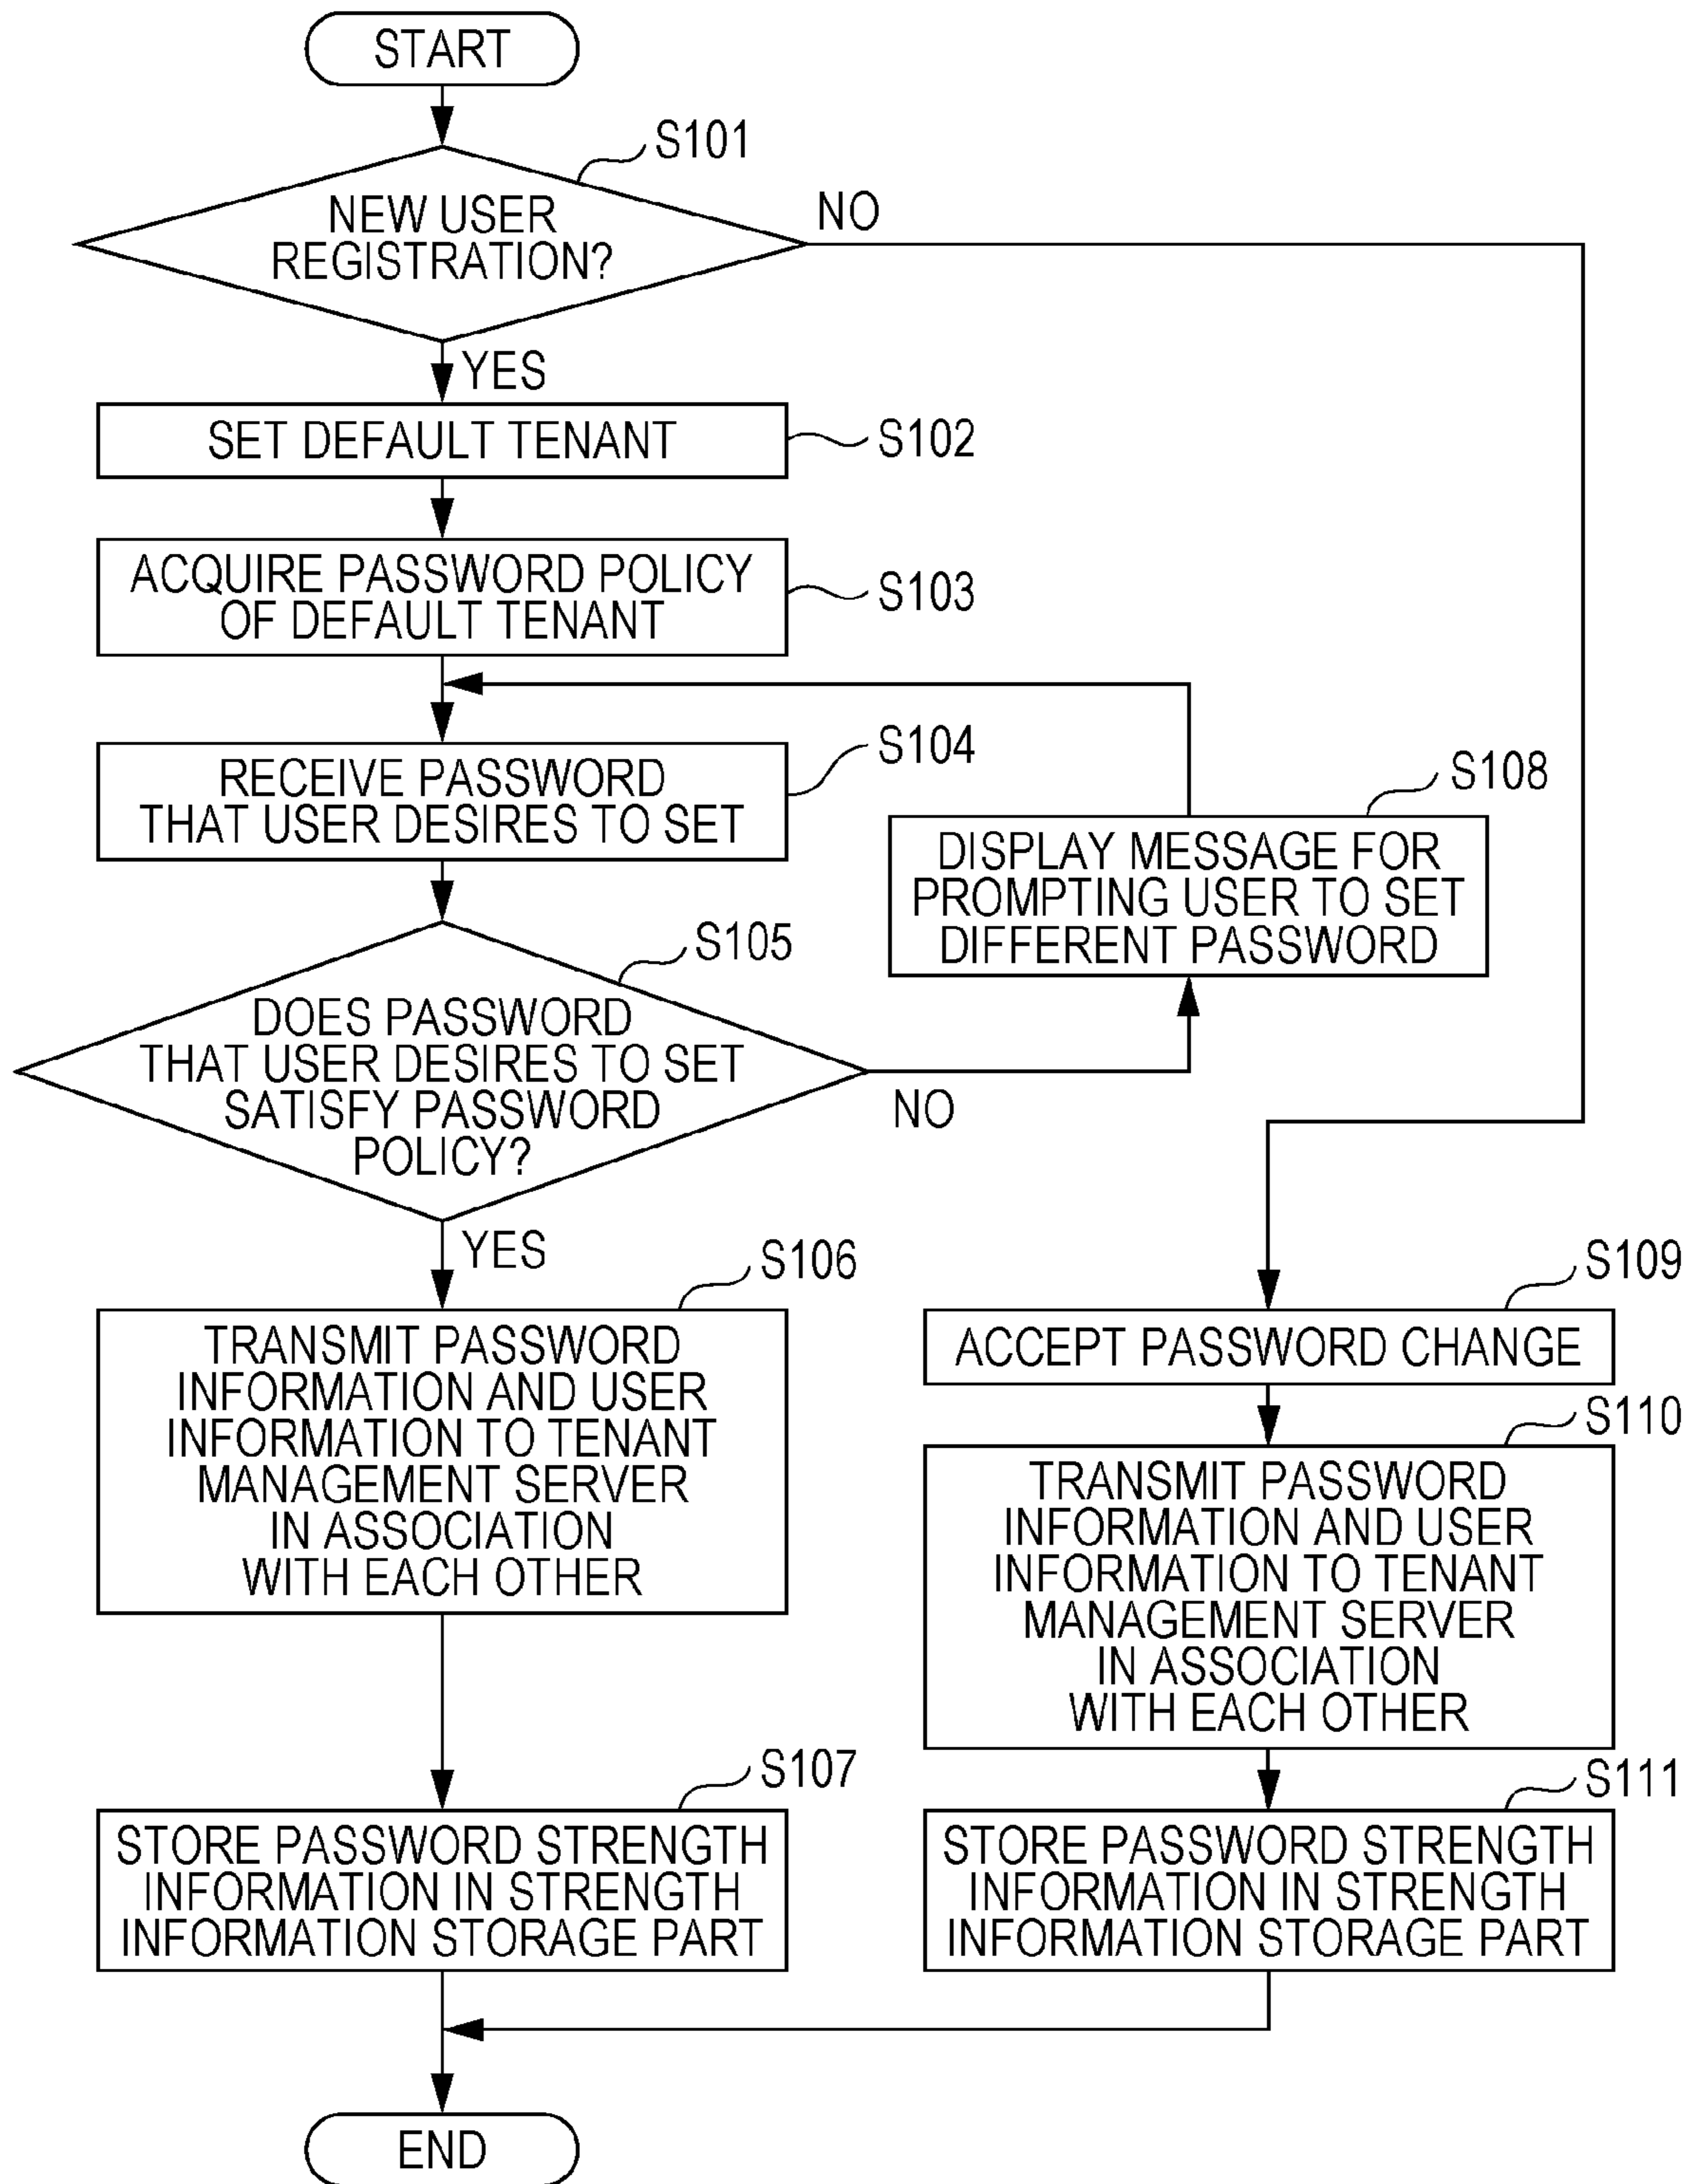 START
S101
NEW USER
REGISTRATION?
NO
YES
SET DEFAULT TENANT
S102
ACQUIRE PASSWORD POLICY
OF DEFAULT TENANT
S103
RECEIVE PASSWORD
THAT USER DESIRES TO SET
S104
S108
DISPLAY MESSAGE FOR
PROMPTING USER TO SET
DIFFERENT PASSWORD
S105
DOES PASSWORD
THAT USER DESIRES TO SET
SATISFY PASSWORD
POLICY?
NO
YES
S106
TRANSMIT PASSWORD
INFORMATION AND USER
INFORMATION TO TENANT
MANAGEMENT SERVER
IN ASSOCIATION
WITH EACH OTHER
S109
ACCEPT PASSWORD CHANGE
S110
TRANSMIT PASSWORD
INFORMATION AND USER
INFORMATION TO TENANT
MANAGEMENT SERVER
IN ASSOCIATION
WITH EACH OTHER
S107
STORE PASSWORD STRENGTH
INFORMATION IN STRENGTH
INFORMATION STORAGE PART
S111
STORE PASSWORD STRENGTH
INFORMATION IN STRENGTH
INFORMATION STORAGE PART
END